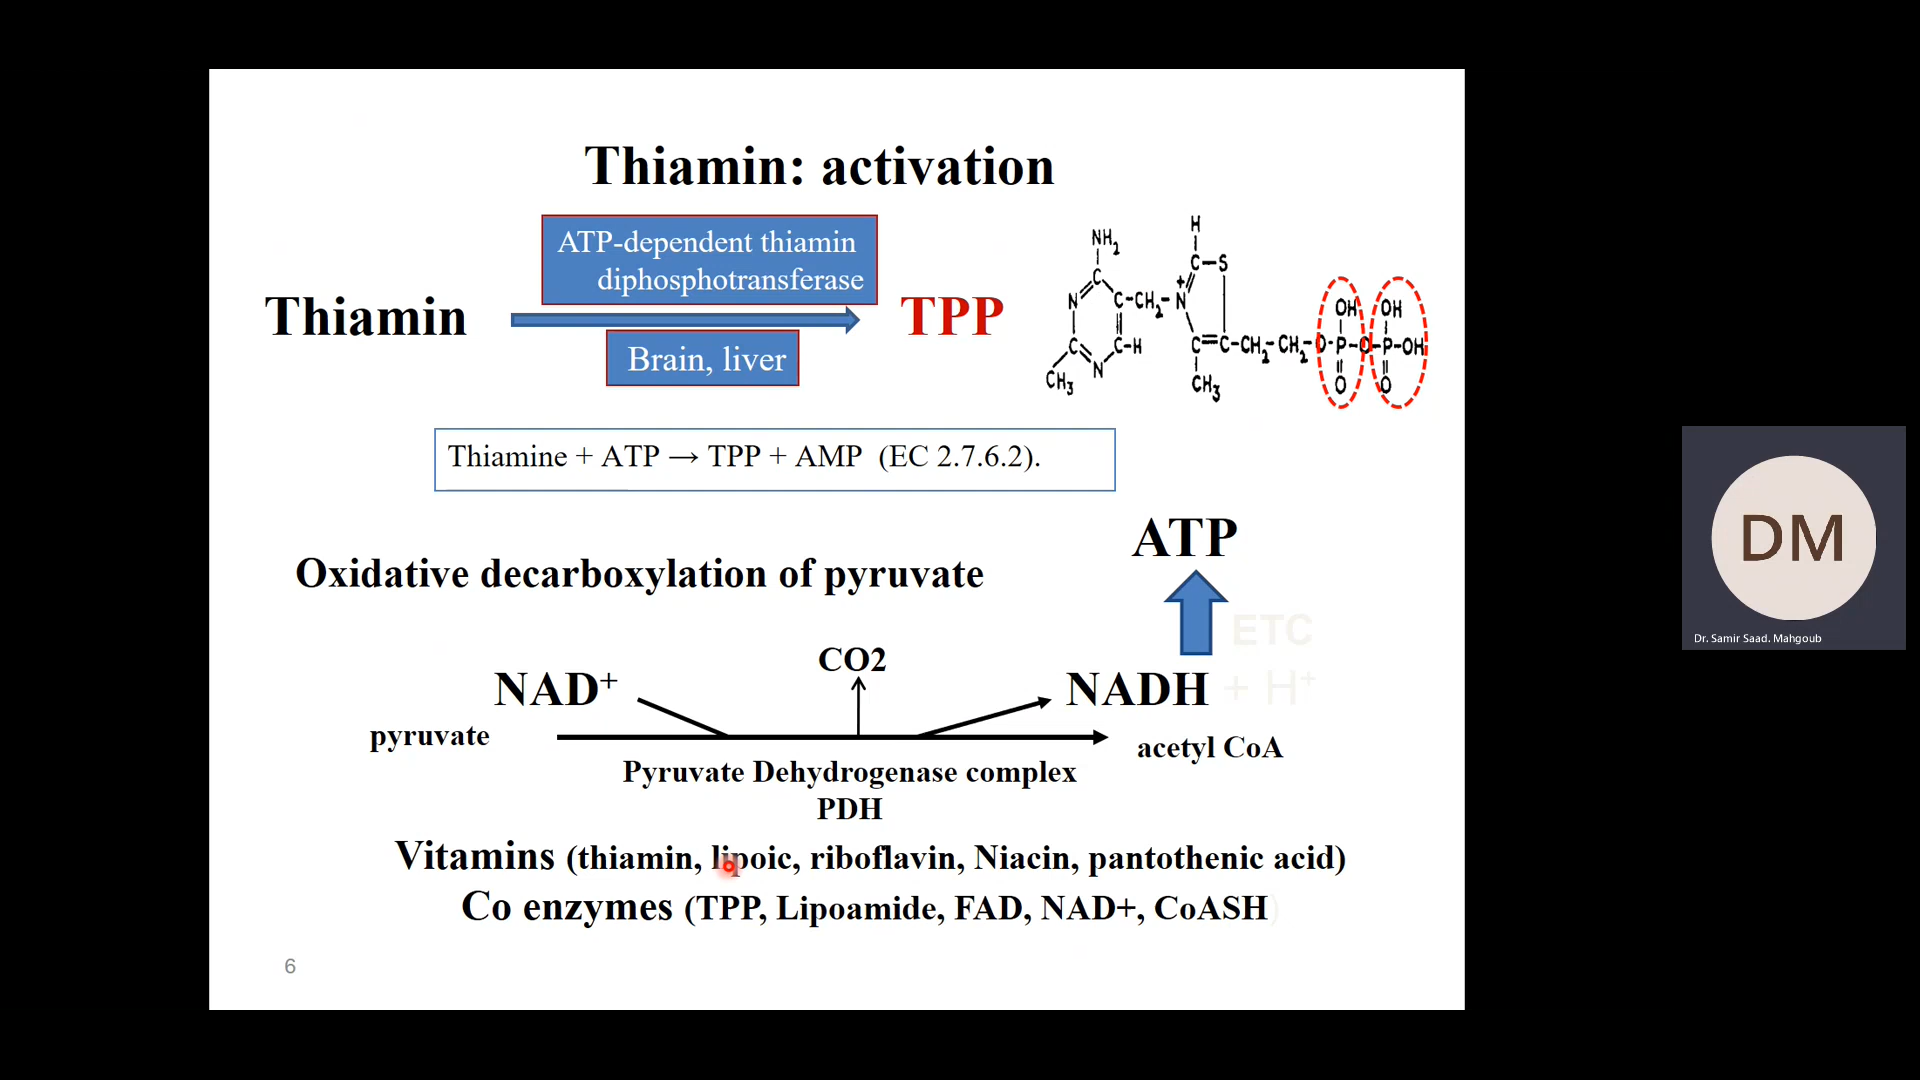 Thiamin: activation
ATP-dependent thiamin
diphosphotransferase
Thiamin
TPP
Brain, liver
H
NH2
C
S
N
C
C-CH2-N
+
OH
OH
C
N
C-H
C=C-CH2-CH2-O-P-O-P-OH
CH3
CH3
O
O
Thiamine + ATP → TPP + AMP (EC 2.7.6.2).
ATP
Oxidative decarboxylation of pyruvate
ETC
CO2
NAD+
NADH + H+
pyruvate
acetyl CoA
Pyruvate Dehydrogenase complex
PDH
Vitamins (thiamin, lipoic, riboflavin, Niacin, pantothenic acid)
Co enzymes (TPP, Lipoamide, FAD, NAD+, CoASH)
6
DM
Dr. Samir Saad. Mahgoub